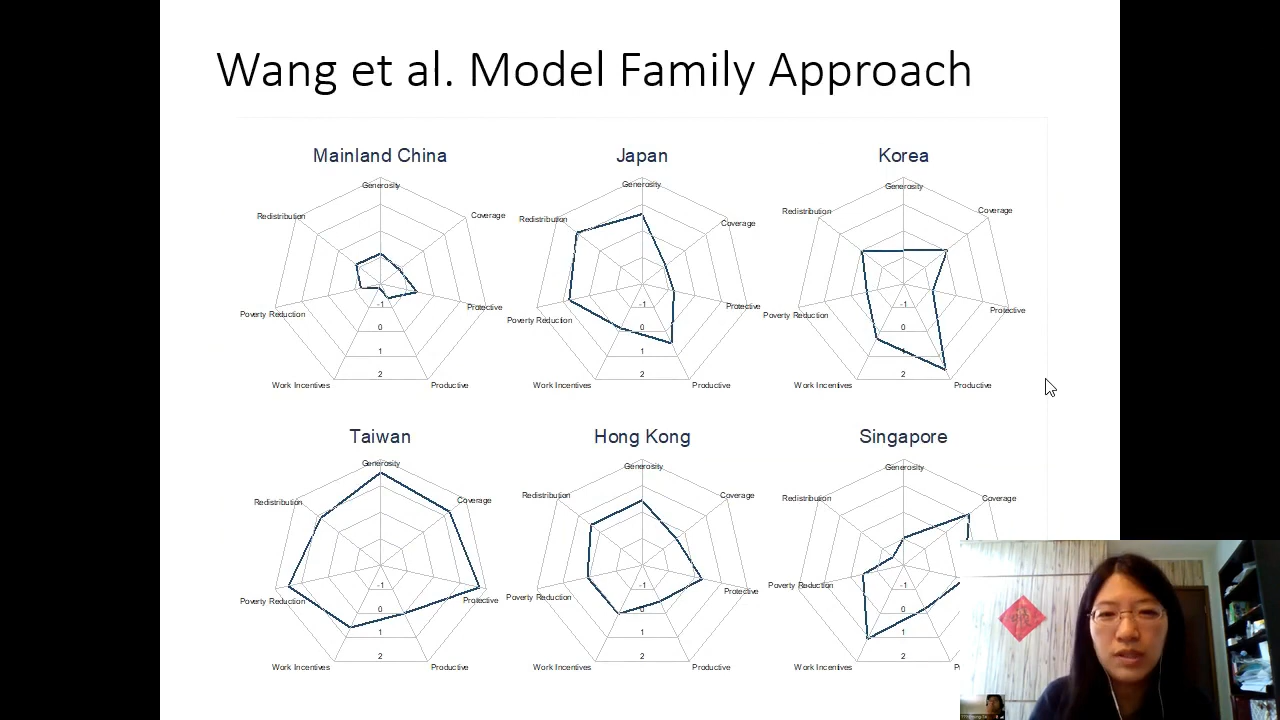 Wang et al. Model Family Approach
Mainland China
Generosity
Redistribution
Coverage
Poverty Reduction
Protective
-1
0
1
2
Work Incentives
Productive
Japan
Generosity
Redistribution
Coverage
Poverty Reduction
Protective
-1
0
1
2
Work Incentives
Productive
Korea
Generosity
Redistribution
Coverage
Poverty Reduction
Protective
-1
0
1
2
Work Incentives
Productive
Taiwan
Generosity
Redistribution
Coverage
Poverty Reduction
Protective
-1
0
1
2
Work Incentives
Productive
Hong Kong
Generosity
Redistribution
Coverage
Poverty Reduction
Protective
-1
0
1
2
Work Incentives
Productive
Singapore
Generosity
Redistribution
Coverage
Poverty Reduction
-1
0
1
2
Work Incentives